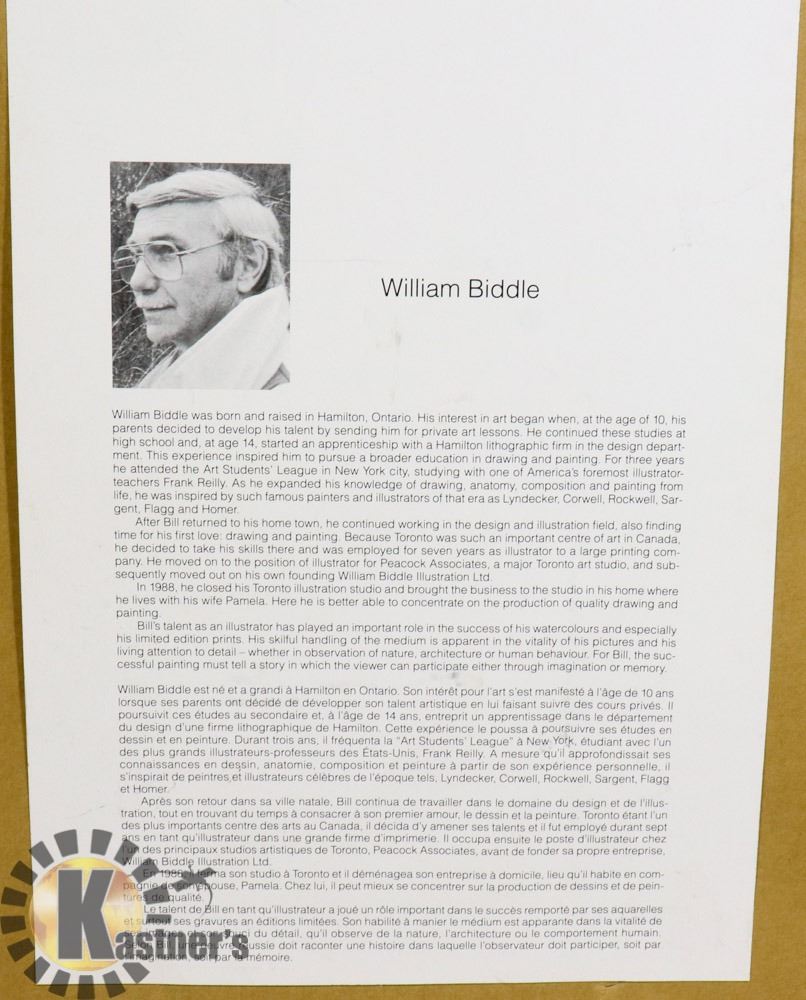 William Biddle
William Biddle was born and raised in Hamilton, Ontario. His interest in art began when, at the age of 10, his
parents decided to develop his talent by sending him for private art lessons. He continued these studies at
high school and, at age 14, started an apprenticeship with a Hamilton lithographic firm in the design depart-
ment. This experience inspired him to pursue a broader education in drawing and painting. For three years
he attended the Art Students' League in New York city, studying with one of America's foremost illustrator-
teachers Frank Reilly. As he expanded his knowledge of drawing, anatomy, composition and painting from
life, he was inspired by such famous painters and illustrators of that era as Lyndecker, Corwell, Rockwell, Sar-
gent, Flagg and Homer.
After Bill returned to his home town, he continued working in the design and illustration field, also finding
time for his first love: drawing and painting. Because Toronto was such an important centre of art in Canada,
he decided to take his skills there and was employed for seven years as illustrator to a large printing com-
pany. He moved on to the position of illustrator for Peacock Associates, a major Toronto art studio, and sub-
sequently moved out on his own founding William Biddle Illustration Ltd.
In 1988, he closed his Toronto illustration studio and brought the business to the studio in his home where
he lives with his wife Pamela. Here he is better able to concentrate on the production of quality drawing and
painting.
Bill's talent as an illustrator has played an important role in the success of his watercolours and especially
his limited edition prints. His skilful handling of the medium is apparent in the vitality of his pictures and his
living attention to detail – whether in observation of nature, architecture or human behaviour. For Bill, the suc-
cessful painting must tell a story in which the viewer can participate either through imagination or memory.
William Biddle est né et a grandi à Hamilton en Ontario. Son intérêt pour l'art s'est manifesté à l'âge de 10 ans
lorsque ses parents ont décidé de développer son talent artistique en lui faisant suivre des cours privés. Il
poursuivit ces études au secondaire et, à l'âge de 14 ans, entreprit un apprentissage dans le département
du design d'une firme lithographique de Hamilton. Cette expérience le poussa à poursuivre ses études en
dessin et en peinture. Durant trois ans, il fréquenta la "Art Students' League" à New York, étudiant avec l'un
des plus grands illustrateurs-professeurs des États-Unis, Frank Reilly. A mesure qu'il approfondissait ses
connaissances en dessin, anatomie, composition et peinture à partir de son expérience personnelle, il
s'inspirait de peintres et illustrateurs célèbres de l'époque tels, Lyndecker, Corwell, Rockwell, Sargent, Flagg
et Homer.
Après son retour dans sa ville natale, Bill continua de travailler dans le domaine du design et de l'illus-
tration, tout en trouvant du temps à consacrer à son premier amour, le dessin et la peinture. Toronto étant l'un
des plus importants centre des arts au Canada, il décida d'y amener ses talents et il fut employé durant sept
ans en tant qu'illustrateur dans une grande firme d'imprimerie. Il occupa ensuite le poste d'illustrateur chez
l'un des principaux studios artistiques de Toronto, Peacock Associates, avant de fonder sa propre entreprise,
William Biddle Illustration Ltd.
En 1988, il ferma son studio à Toronto et il déménagea son entreprise à domicile, lieu qu'il habite en com-
pagnie de son épouse, Pamela. Chez lui, il peut mieux se concentrer sur la production de dessins et de pein-
tures de qualité.
Le talent de Bill en tant qu'illustrateur a joué un rôle important dans le succès remporté par ses aquarelles
et surtout ses gravures an éditions limitées. Son habilité à manier le médium est apparante dans la vitalité de
ses images et son souci du détail, qu'il observe de la nature, l'architecture ou le comportement humain.
Selon Bill, une œuvre réussie doit raconter une histoire dans laquelle l'observateur doit participer, soit par
l'imagination, soit par la mémoire.
Kastner's